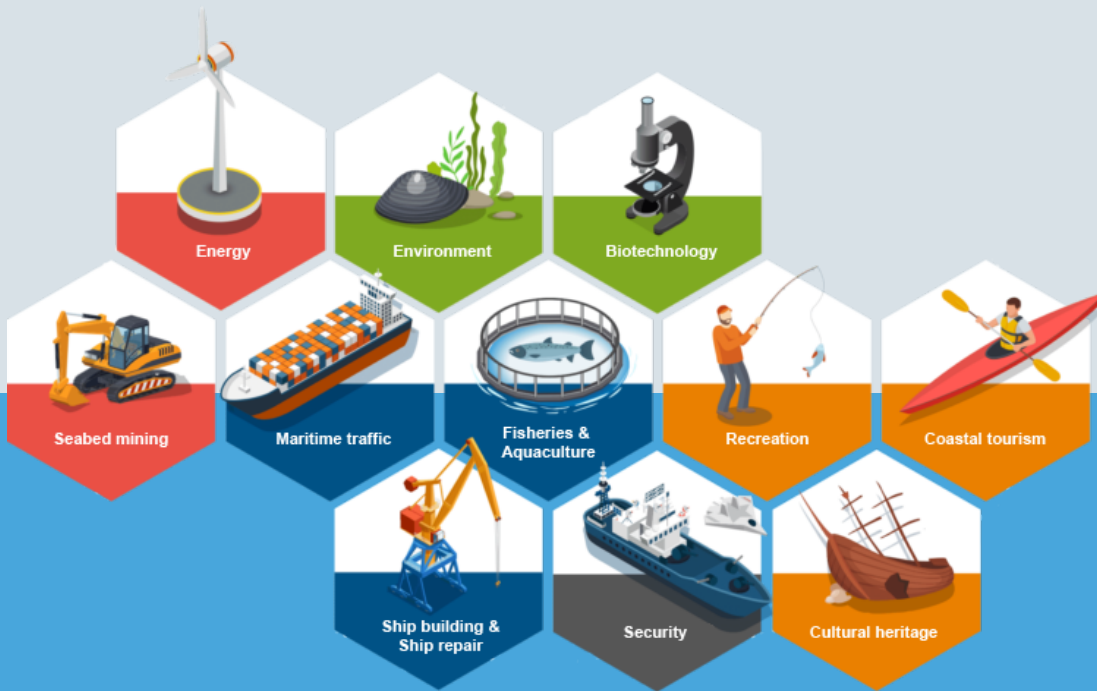 Energy
Environment
Biotechnology
Seabed mining
Maritime traffic
Fisheries &
Aquaculture
Recreation
Coastal tourism
Ship building &
Ship repair
Security
Cultural heritage